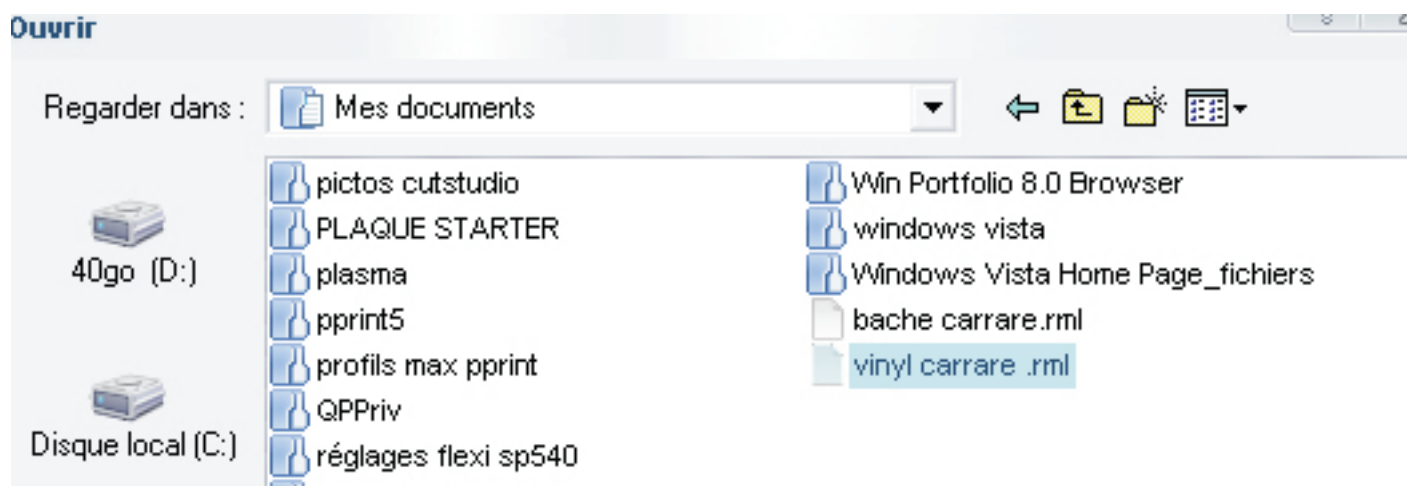 Ouvrir
Regarder dans :
Mes documents
40go (D:)
Disque local (C:)
pictos cutstudio
PLAQUE STARTER
plasma
pprint5
profils max pprint
QPPriv
réglages flexi sp540
Win Portfolio 8.0 Browser
windows vista
Windows Vista Home Page_fichiers
bache carrare.rml
vinyl carrare .rml